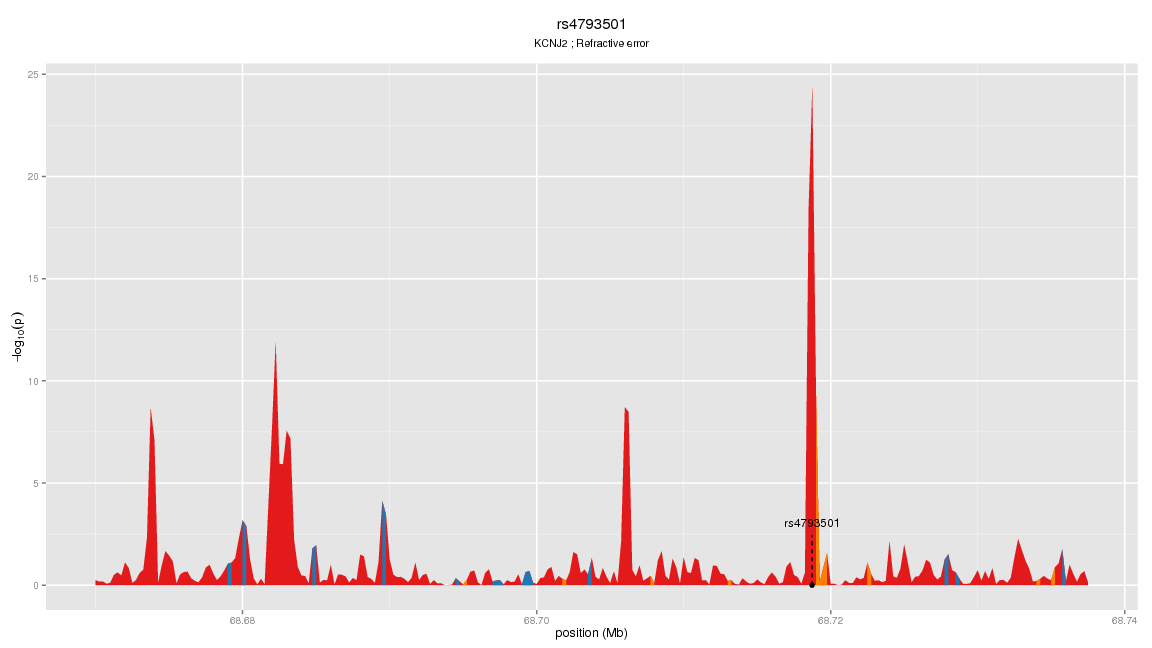 rs4793501
KCNJ2 ; Refractive error
25
20
15
10
5
0
−log10(p)
rs4793501
68.68
68.70
68.72
68.74
position (Mb)